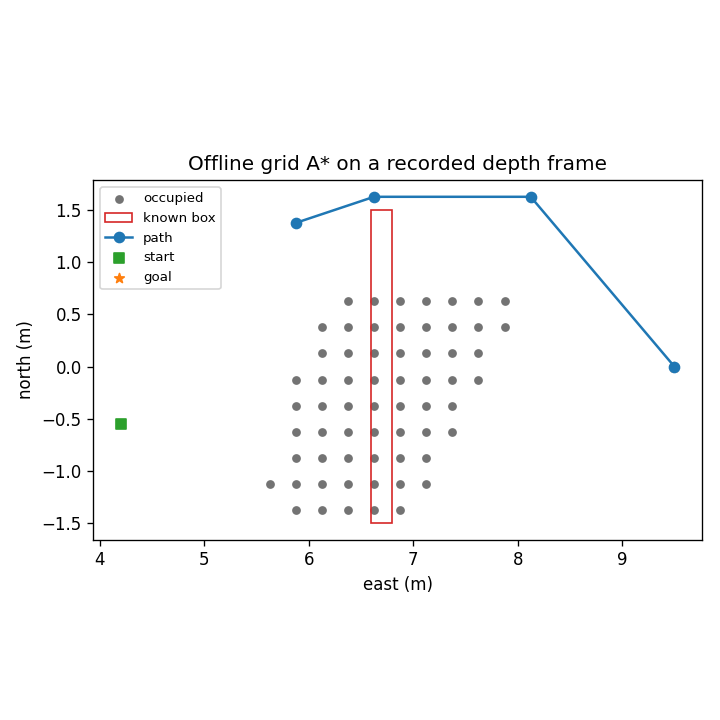 Offline grid A* on a recorded depth frame
occupied
known box
path
start
goal
1.5
1.0
0.5
0.0
−0.5
−1.0
−1.5
north (m)
4 5 6 7 8 9
east (m)